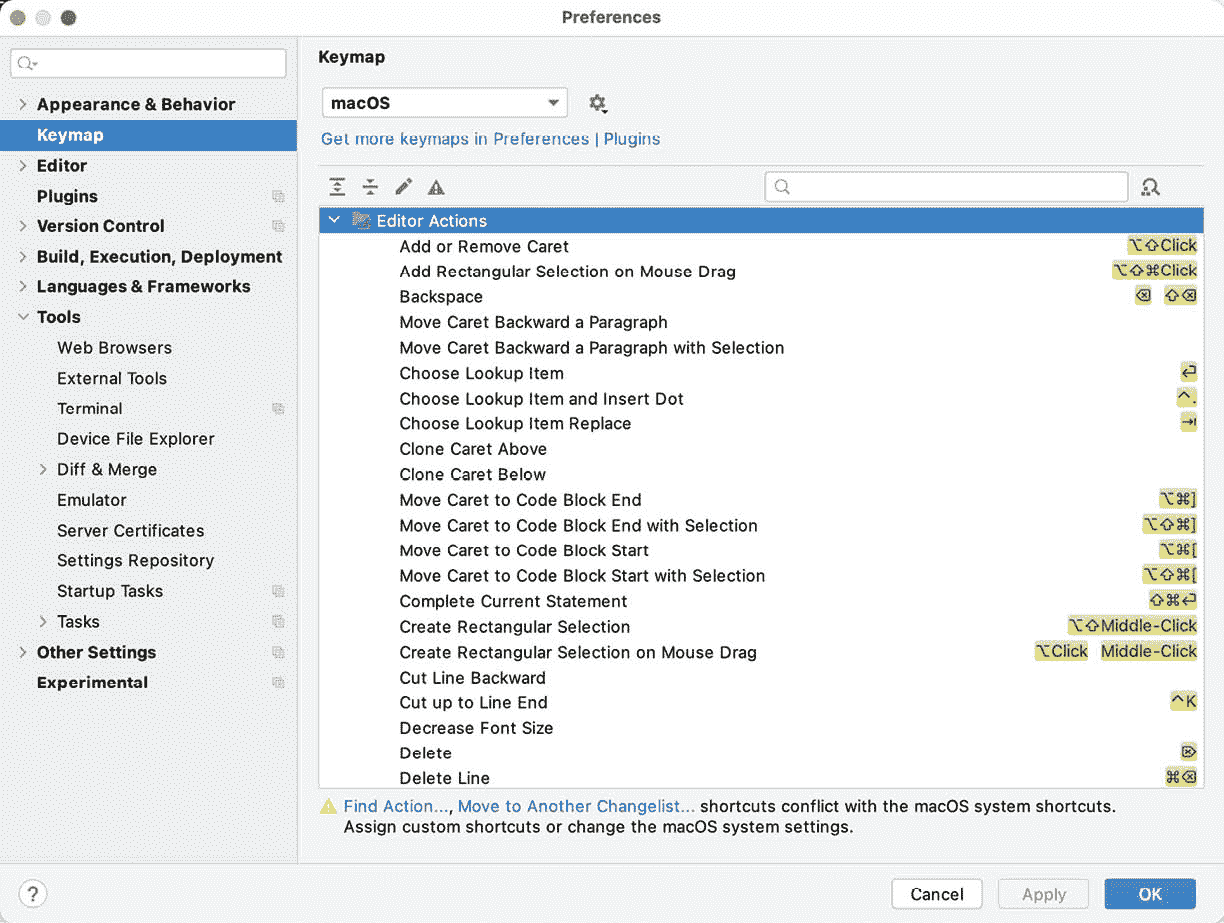 Preferences
Appearance & Behavior
Keymap
Editor
Plugins
Version Control
Build, Execution, Deployment
Languages & Frameworks
Tools
Web Browsers
External Tools
Terminal
Device File Explorer
Diff & Merge
Emulator
Server Certificates
Settings Repository
Startup Tasks
Tasks
Other Settings
Experimental
Keymap
macOS
Get more keymaps in Preferences | Plugins
Editor Actions
Add or Remove Caret ⌥⇧Click
Add Rectangular Selection on Mouse Drag ⌥⇧⌘Click
Backspace ⌫ ⇧⌫
Move Caret Backward a Paragraph
Move Caret Backward a Paragraph with Selection
Choose Lookup Item ⏎
Choose Lookup Item and Insert Dot ^.
Choose Lookup Item Replace ⇥
Clone Caret Above
Clone Caret Below
Move Caret to Code Block End ⌥⌘]
Move Caret to Code Block End with Selection ⌥⇧⌘]
Move Caret to Code Block Start ⌥⌘[
Move Caret to Code Block Start with Selection ⌥⇧⌘[
Complete Current Statement ⇧⌘⏎
Create Rectangular Selection ⌥⇧Middle-Click
Create Rectangular Selection on Mouse Drag ⌥Click Middle-Click
Cut Line Backward
Cut up to Line End ^K
Decrease Font Size
Delete ⌦
Delete Line ⌘⌫
Find Action..., Move to Another Changelist... shortcuts conflict with the macOS system shortcuts.
Assign custom shortcuts or change the macOS system settings.
?
Cancel
Apply
OK